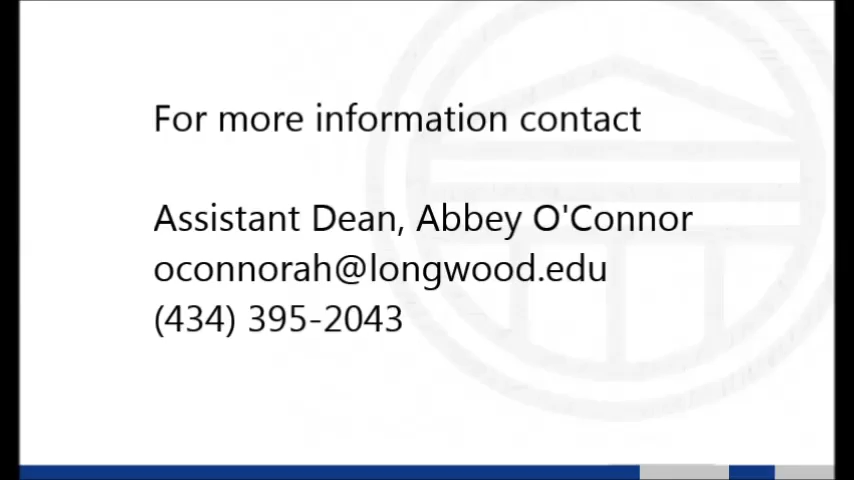 For more information contact
Assistant Dean, Abbey O'Connor
oconnorah@longwood.edu
(434) 395-2043